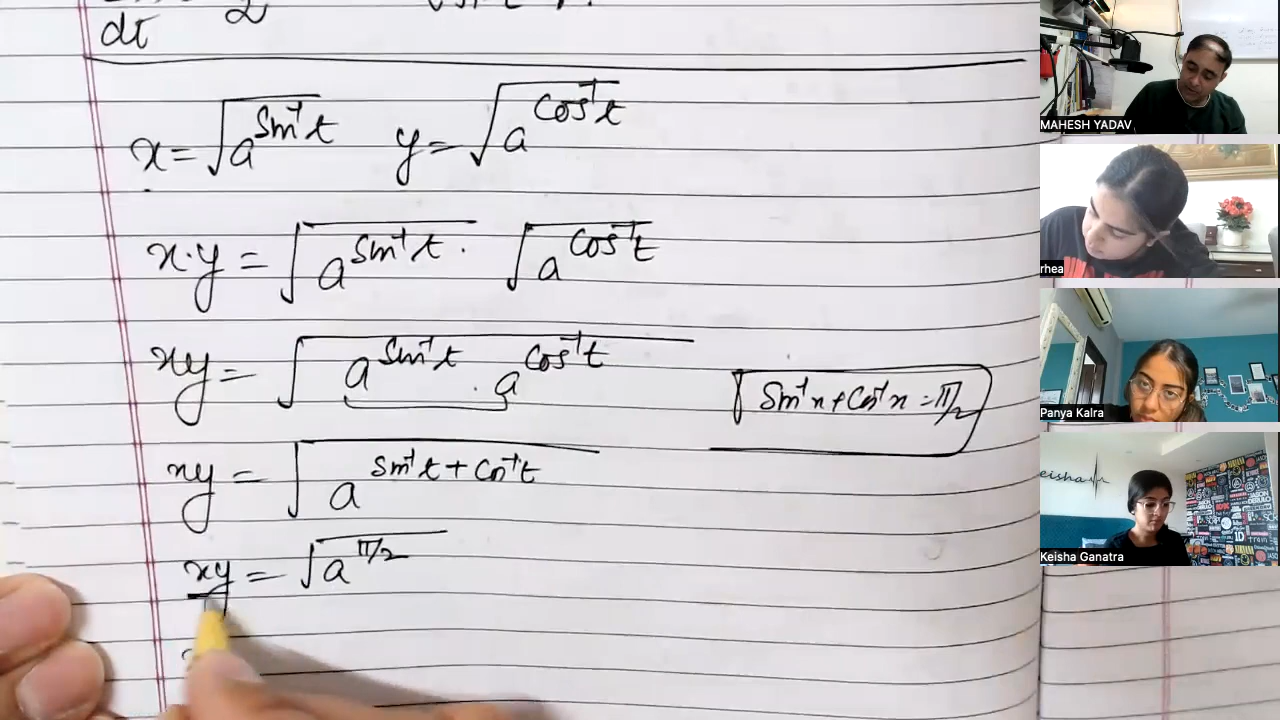 dt
x = √a^sin⁻¹t y = √a^cos⁻¹t
x·y = √a^sin⁻¹t · √a^cos⁻¹t
xy = √a^sin⁻¹t · a^cos⁻¹t
sin⁻¹x + cos⁻¹x = π/2
xy = √a^sin⁻¹t + cos⁻¹t
xy = √a^π/2
MAHESH YADAV
rhea
Panya Kalra
Keisha Ganatra